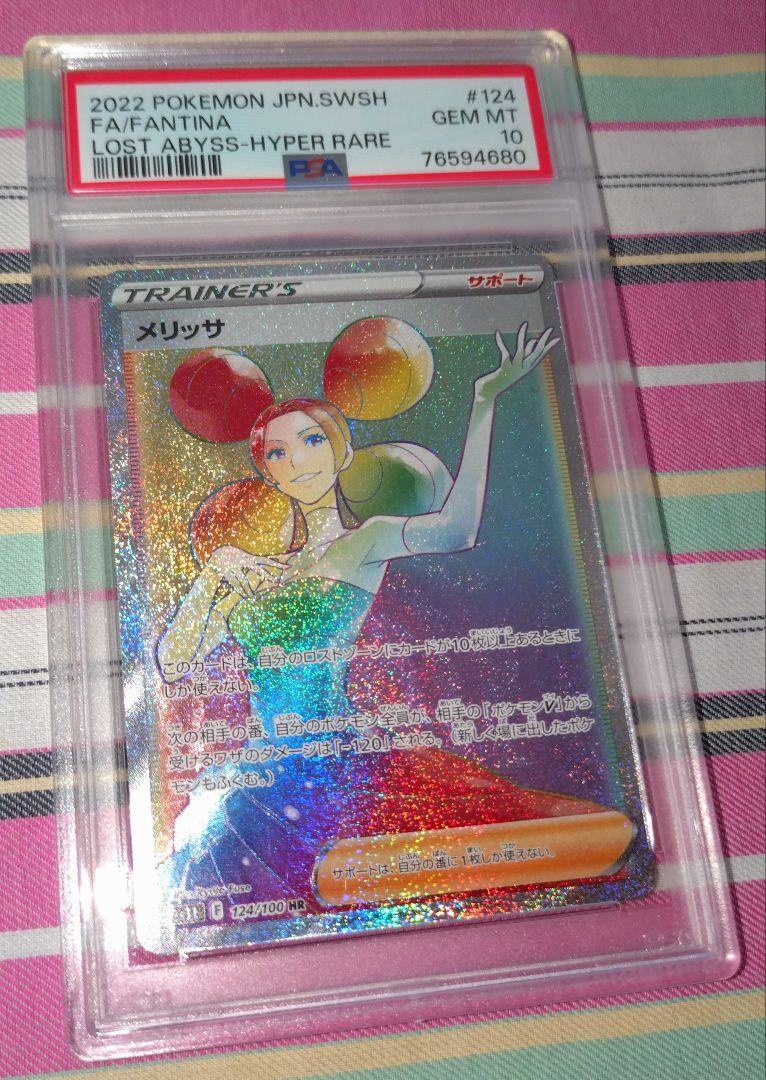 2022 POKEMON JPN.SWSH #124
FA/FANTINA GEM MT
LOST ABYSS-HYPER RARE 10
PSA 76594680
TRAINER'S サポート
メリッサ
このカードは、自分のロストゾーンにカードが10枚以上あるときに
しか使えない。
次の相手の番、自分のポケモン全員が、相手の「ポケモンV」から
受けるワザのダメージは「-120」される。(新しく場に出したポケ
モンもふくむ。)
サポートは、自分の番に1枚しか使えない。
Fuse
F 124/100 HR